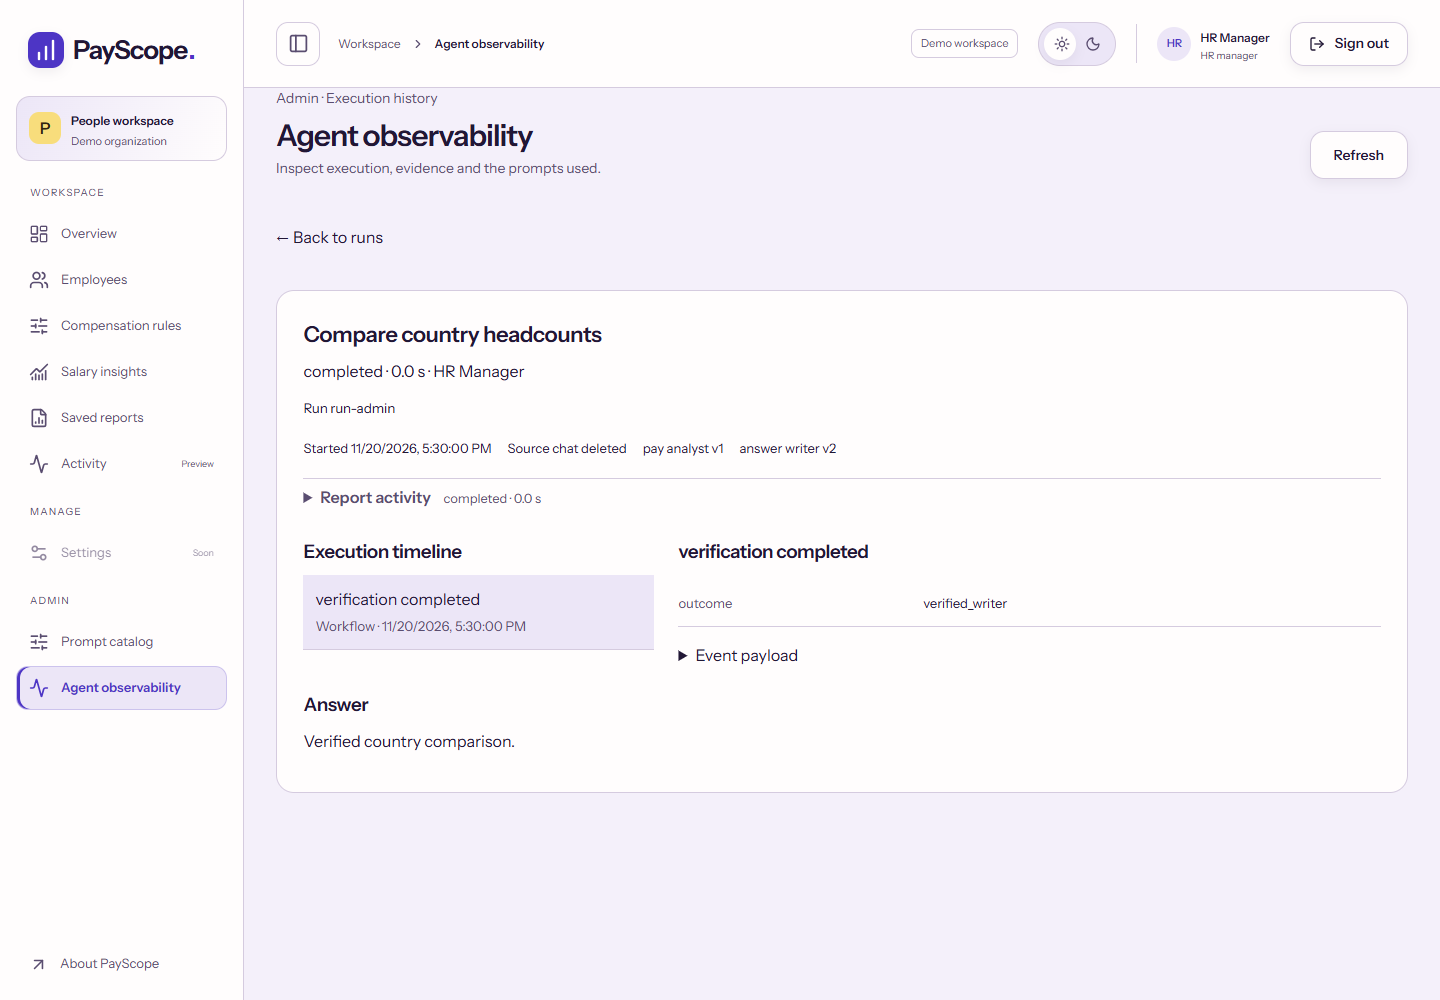 PayScope.
P
People workspace
Demo organization
WORKSPACE
Overview
Employees
Compensation rules
Salary insights
Saved reports
Activity
Preview
MANAGE
Settings
Soon
ADMIN
Prompt catalog
Agent observability
About PayScope
Workspace
Agent observability
Demo workspace
HR
HR Manager
HR manager
Sign out
Admin · Execution history
Agent observability
Inspect execution, evidence and the prompts used.
Refresh
← Back to runs
Compare country headcounts
completed · 0.0 s · HR Manager
Run run-admin
Started 11/20/2026, 5:30:00 PM Source chat deleted pay analyst v1 answer writer v2
Report activity completed · 0.0 s
Execution timeline
verification completed
Workflow · 11/20/2026, 5:30:00 PM
verification completed
outcome verified_writer
Event payload
Answer
Verified country comparison.